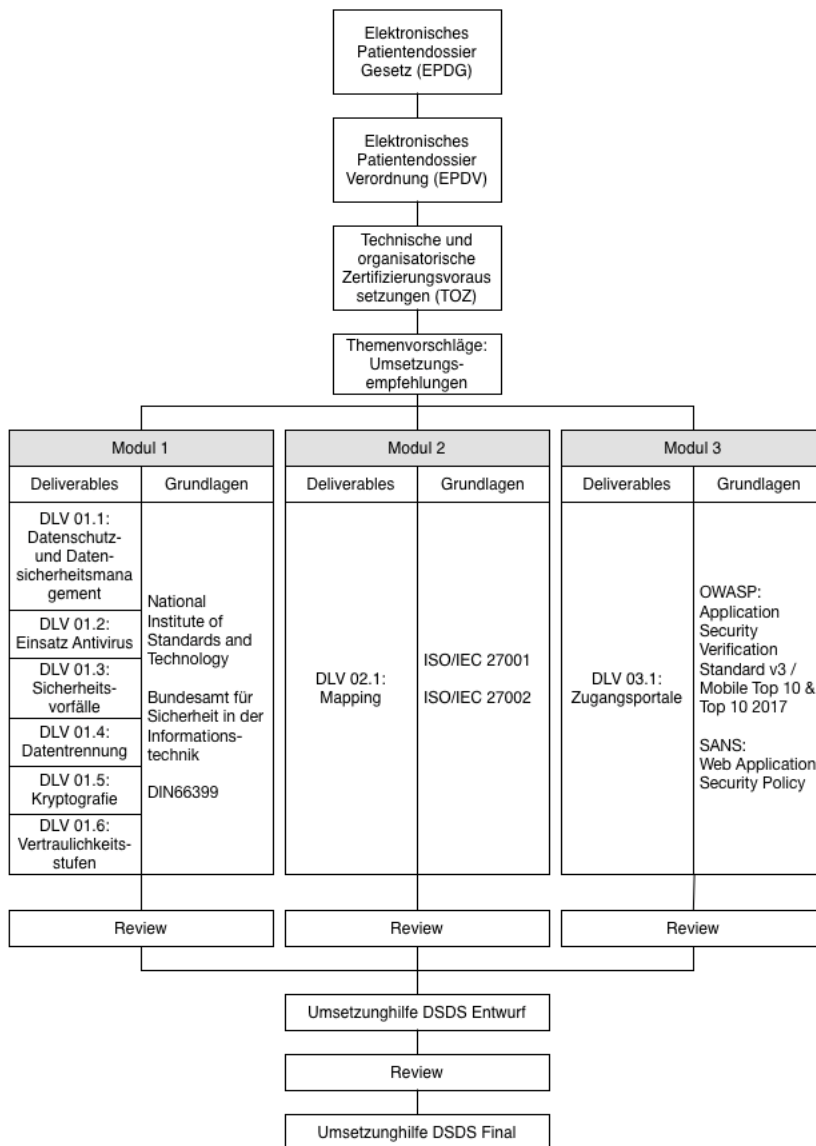 Elektronisches
Patientendossier
Gesetz (EPDG)
Elektronisches
Patientendossier
Verordnung (EPDV)
Technische und
organisatorische
Zertifizierungsvoraus
setzungen (TOZ)
Themenvorschläge:
Umsetzungs-
empfehlungen
Modul 1
Deliverables
Grundlagen
DLV 01.1:
Datenschutz-
und Daten-
sicherheitsmana
gement
DLV 01.2:
Einsatz Antivirus
DLV 01.3:
Sicherheits-
vorfälle
DLV 01.4:
Datentrennung
DLV 01.5:
Kryptografie
DLV 01.6:
Vertraulichkeits-
stufen
National
Institute of
Standards and
Technology
Bundesamt für
Sicherheit in der
Informations-
technik
DIN66399
Modul 2
Deliverables
Grundlagen
DLV 02.1:
Mapping
ISO/IEC 27001
ISO/IEC 27002
Modul 3
Deliverables
Grundlagen
DLV 03.1:
Zugangsportale
OWASP:
Application
Security
Verification
Standard v3 /
Mobile Top 10 &
Top 10 2017
SANS:
Web Application
Security Policy
Review
Review
Review
Umsetzunghilfe DSDS Entwurf
Review
Umsetzunghilfe DSDS Final